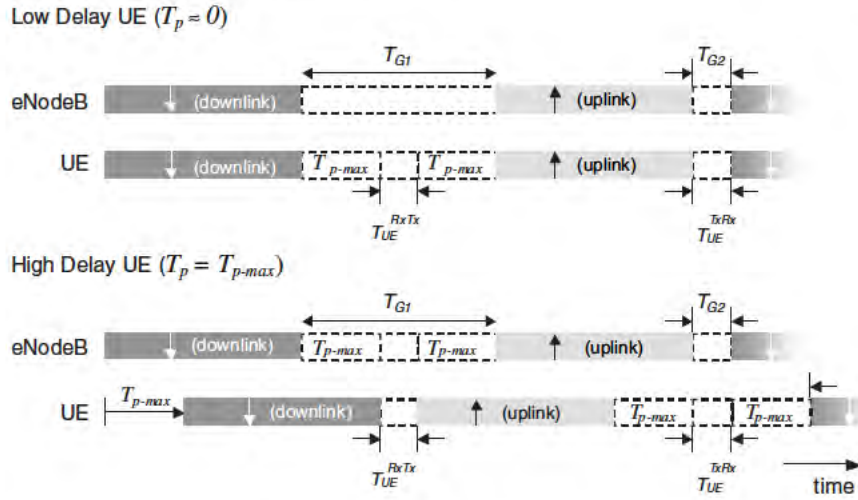 Low Delay UE (Tp ≈ 0)
TG1 TG2
eNodeB (downlink) (uplink)
UE (downlink) Tp-max Tp-max (uplink)
TUE RxTx TUE TxRx
High Delay UE (Tp = Tp-max)
TG1 TG2
eNodeB (downlink) Tp-max Tp-max (uplink)
UE Tp-max (downlink) (uplink) Tp-max Tp-max
TUE RxTx TUE TxRx time